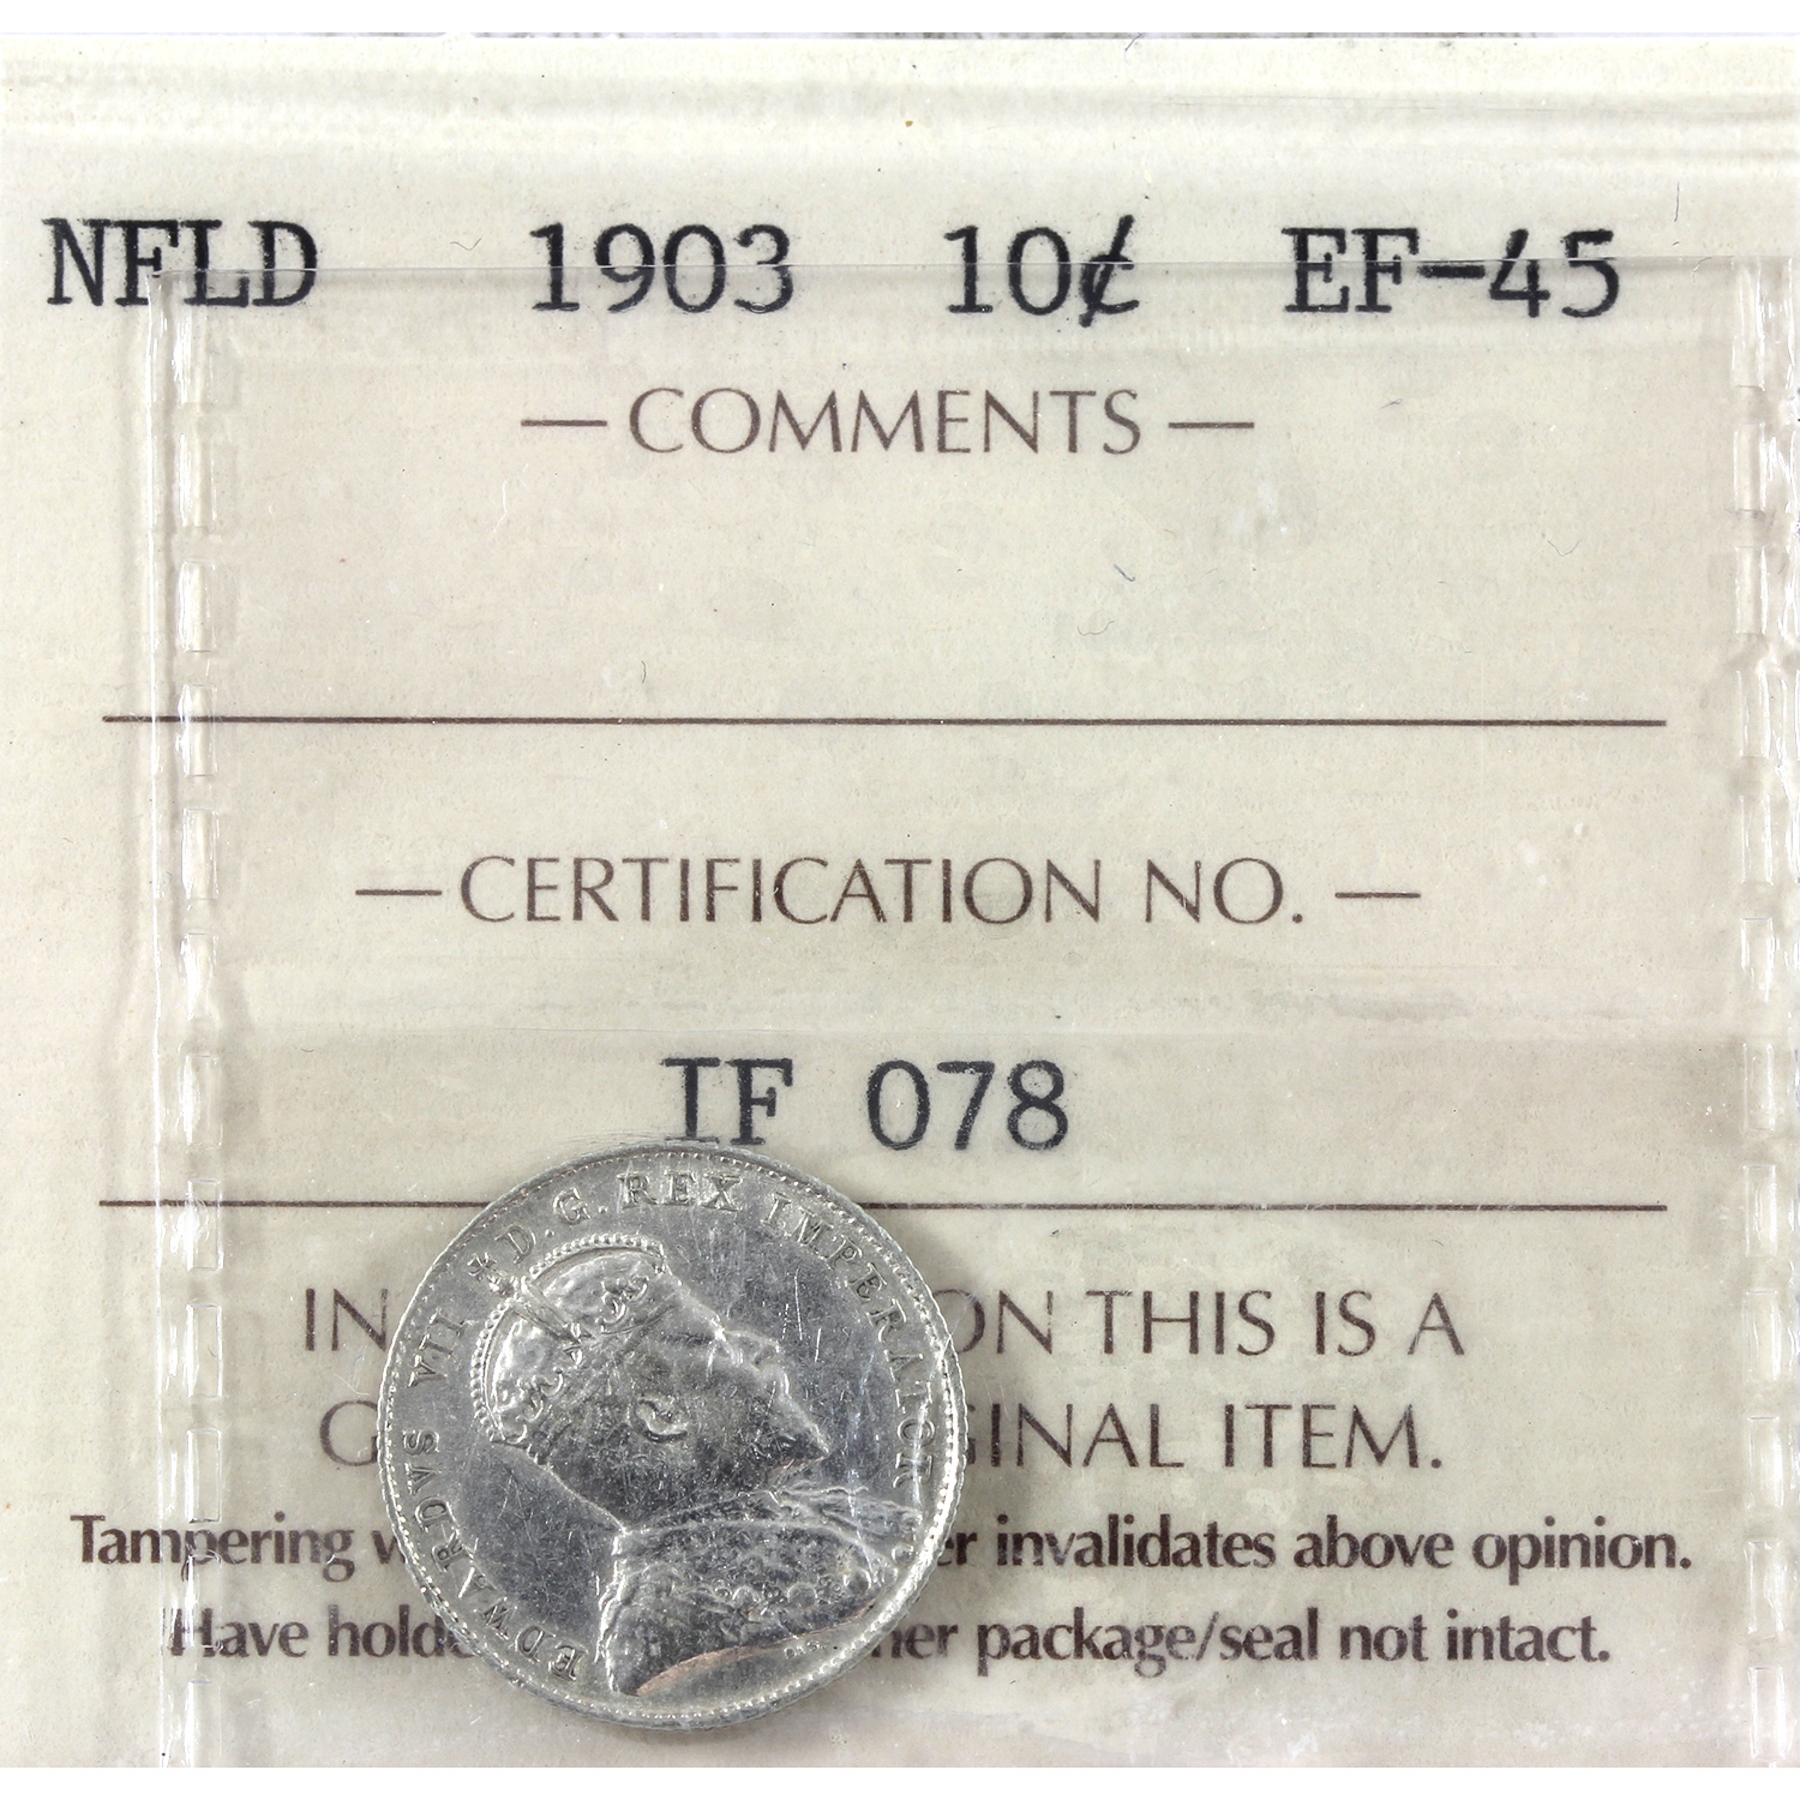 NFLD 1903 10¢ EF-45
— COMMENTS —
— CERTIFICATION NO. —
IF 078
IN ON THIS IS A
G GINAL ITEM.
Tampering w er invalidates above opinion.
Have holde her package/seal not intact.
EDWARDVS VII D. G. REX IMPERATOR